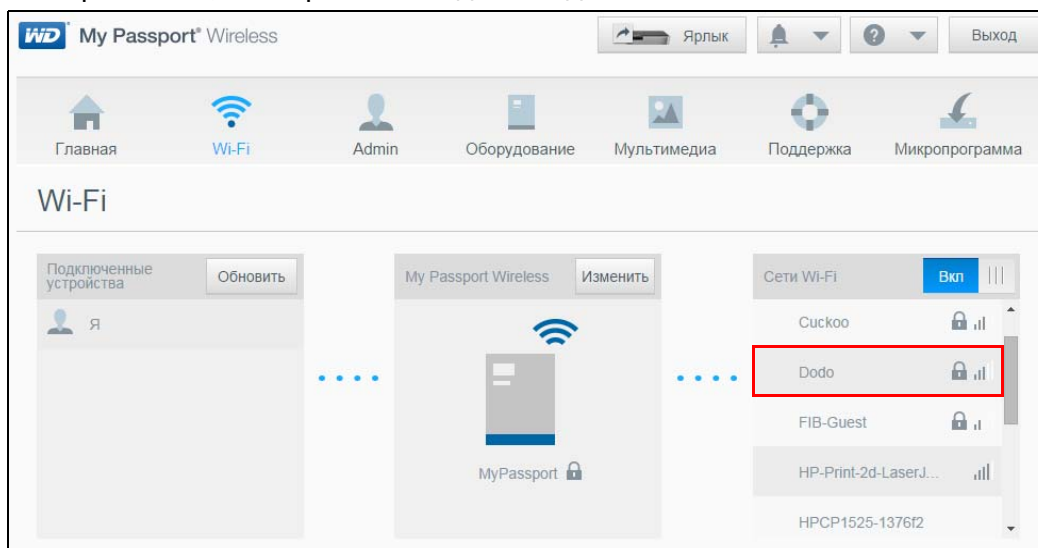 WD My Passport® Wireless
Ярлык
Выход
Главная
Wi-Fi
Admin
Оборудование
Мультимедиа
Поддержка
Микропрограмма
Wi-Fi
Подключенные
устройства
Обновить
Я
My Passport Wireless
Изменить
MyPassport
Сети Wi-Fi
Вкл
Cuckoo
Dodo
FIB-Guest
HP-Print-2d-LaserJ...
HPCP1525-1376f2